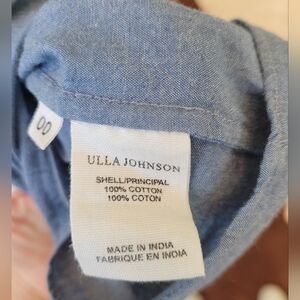 00
ULLA JOHNSON
SHELL/PRINCIPAL
100% COTTON
100% COTON
MADE IN INDIA
FABRIQUE EN INDIA